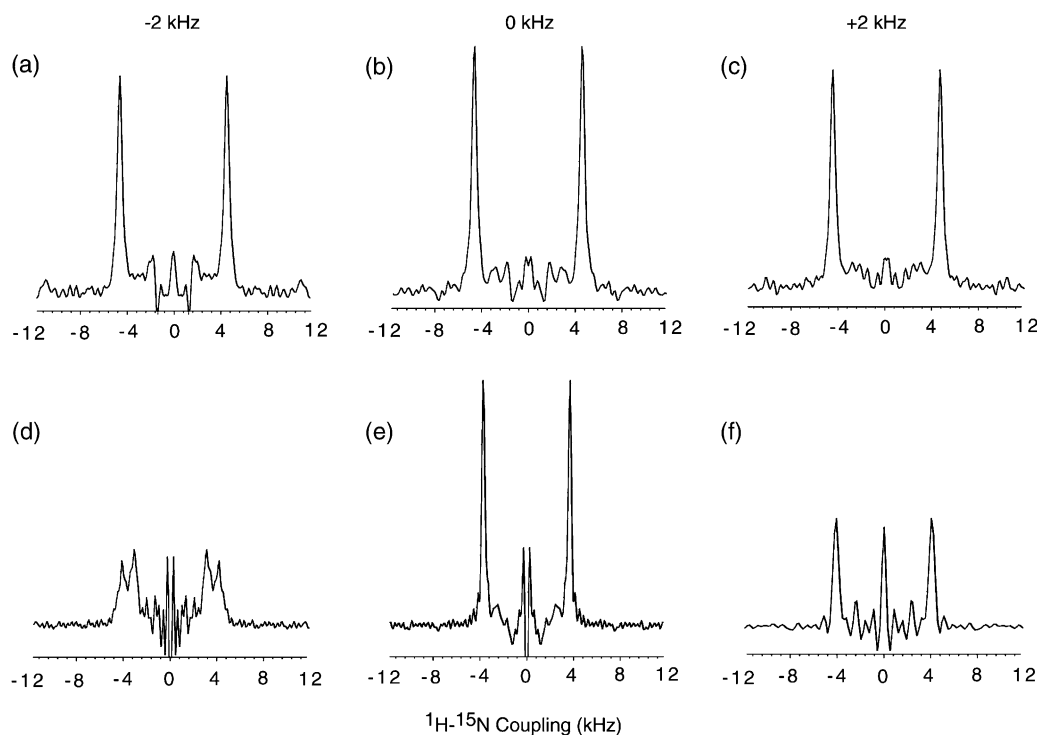 -2 kHz 0 kHz +2 kHz
(a) (b) (c)
-12 -8 -4 0 4 8 12 -12 -8 -4 0 4 8 12 -12 -8 -4 0 4 8 12
(d) (e) (f)
-12 -8 -4 0 4 8 12 -12 -8 -4 0 4 8 12 -12 -8 -4 0 4 8 12
¹H-¹⁵N Coupling (kHz)